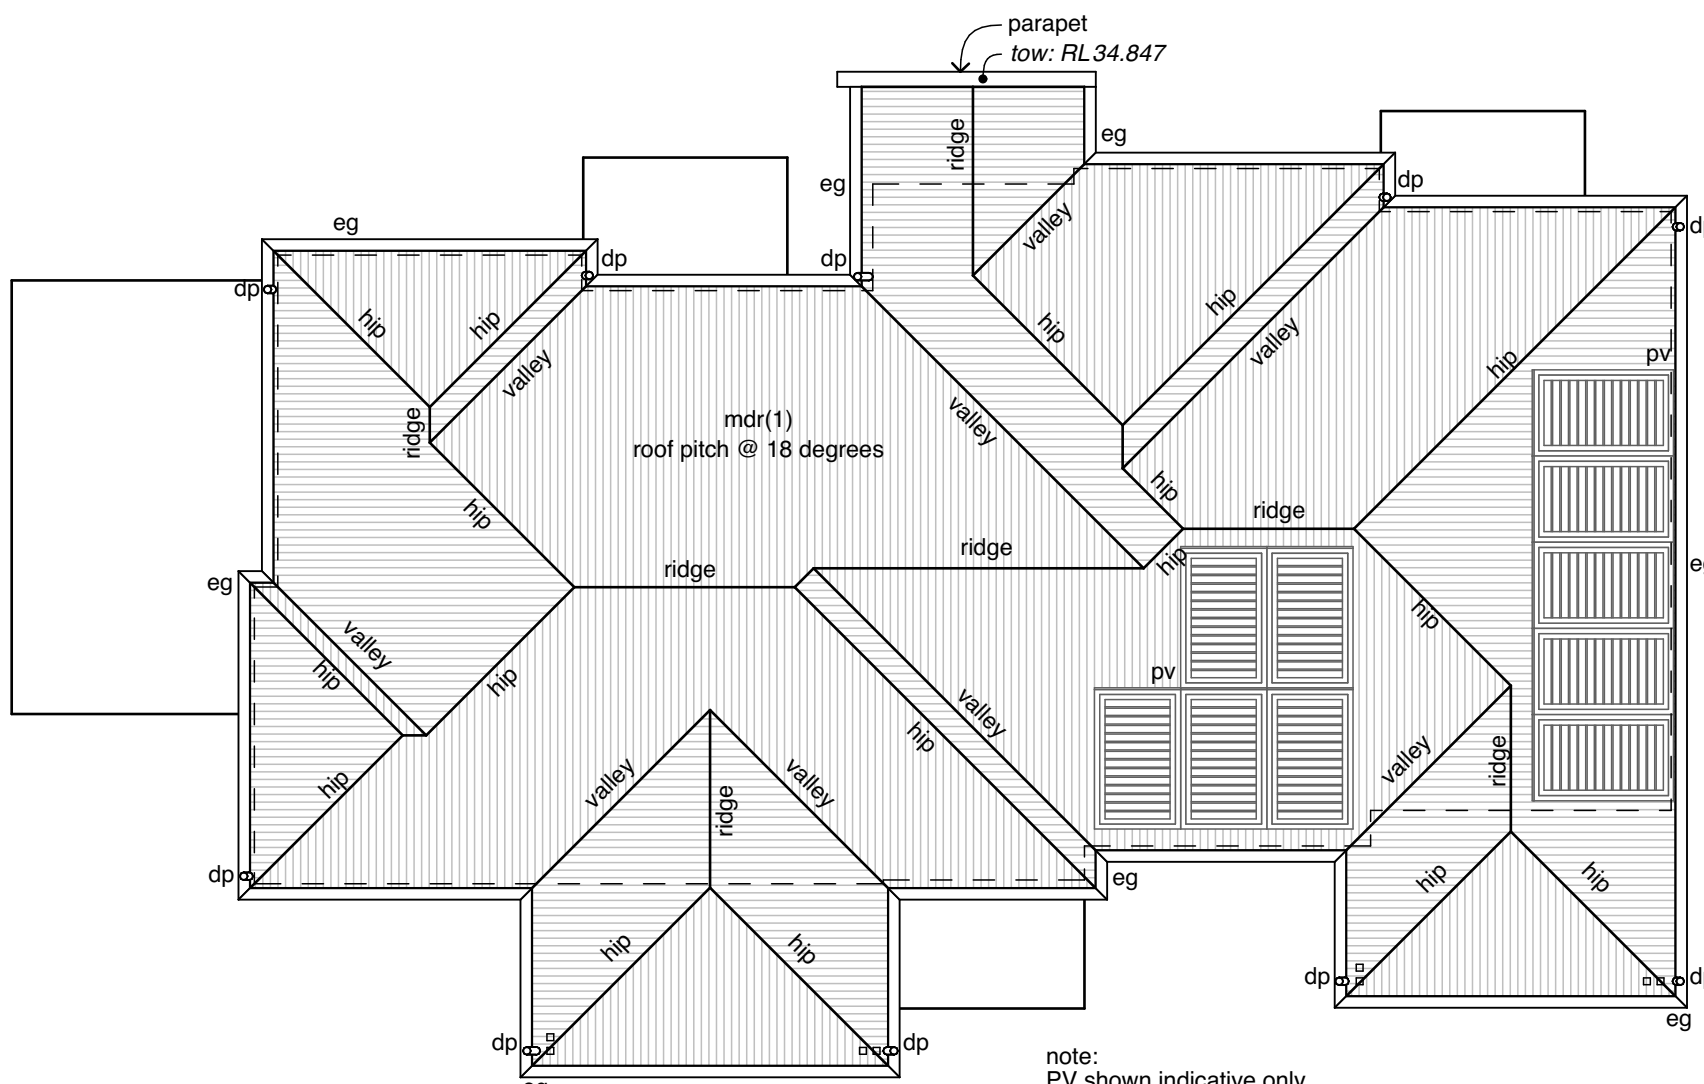 parapet
tow: RL34.847
ridge
eg
eg
dp
valley
eg
dp
dp
dp
hip
hip
valley
ridge
hip
hip
valley
hip
pv
mdr(1)
roof pitch @ 18 degrees
valley
hip
hip
ridge
ridge
ridge
hip
eg
valley
hip
hip
hip
pv
valley
hip
valley
ridge
hip
valley
valley
ridge
dp
eg
hip
hip
hip
hip
dp
eg
dp
dp
note:
PV shown indicative only